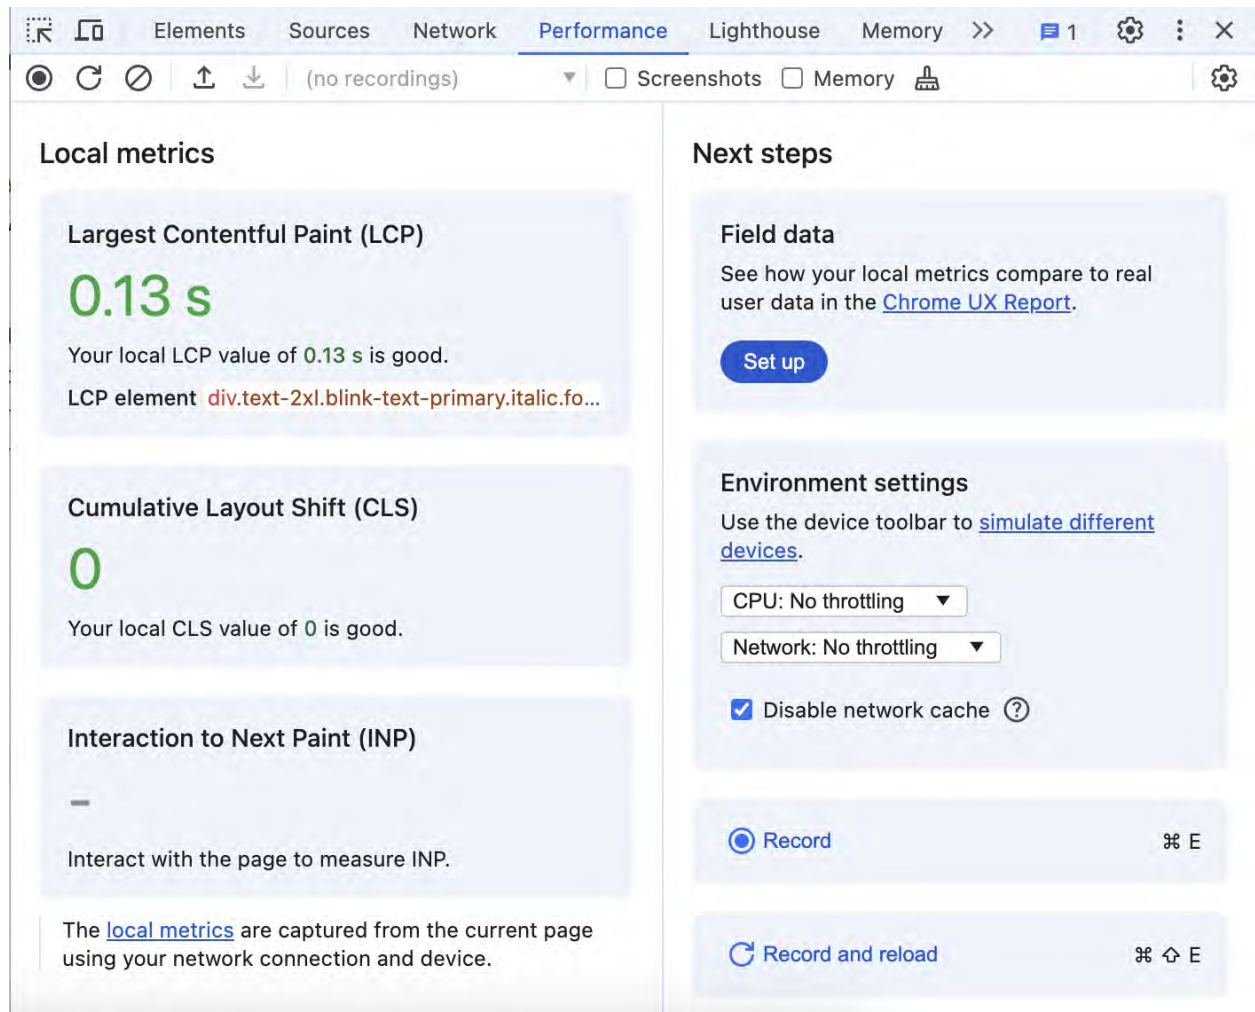 Elements Sources Network Performance Lighthouse Memory 1
(no recordings) Screenshots Memory
Local metrics
Largest Contentful Paint (LCP)
0.13 s
Your local LCP value of 0.13 s is good.
LCP element div.text-2xl.blink-text-primary.italic.fo...
Cumulative Layout Shift (CLS)
0
Your local CLS value of 0 is good.
Interaction to Next Paint (INP)
-
Interact with the page to measure INP.
The local metrics are captured from the current page
using your network connection and device.
Next steps
Field data
See how your local metrics compare to real
user data in the Chrome UX Report.
Set up
Environment settings
Use the device toolbar to simulate different
devices.
CPU: No throttling
Network: No throttling
Disable network cache ?
Record ⌘ E
Record and reload ⌘ ⇧ E